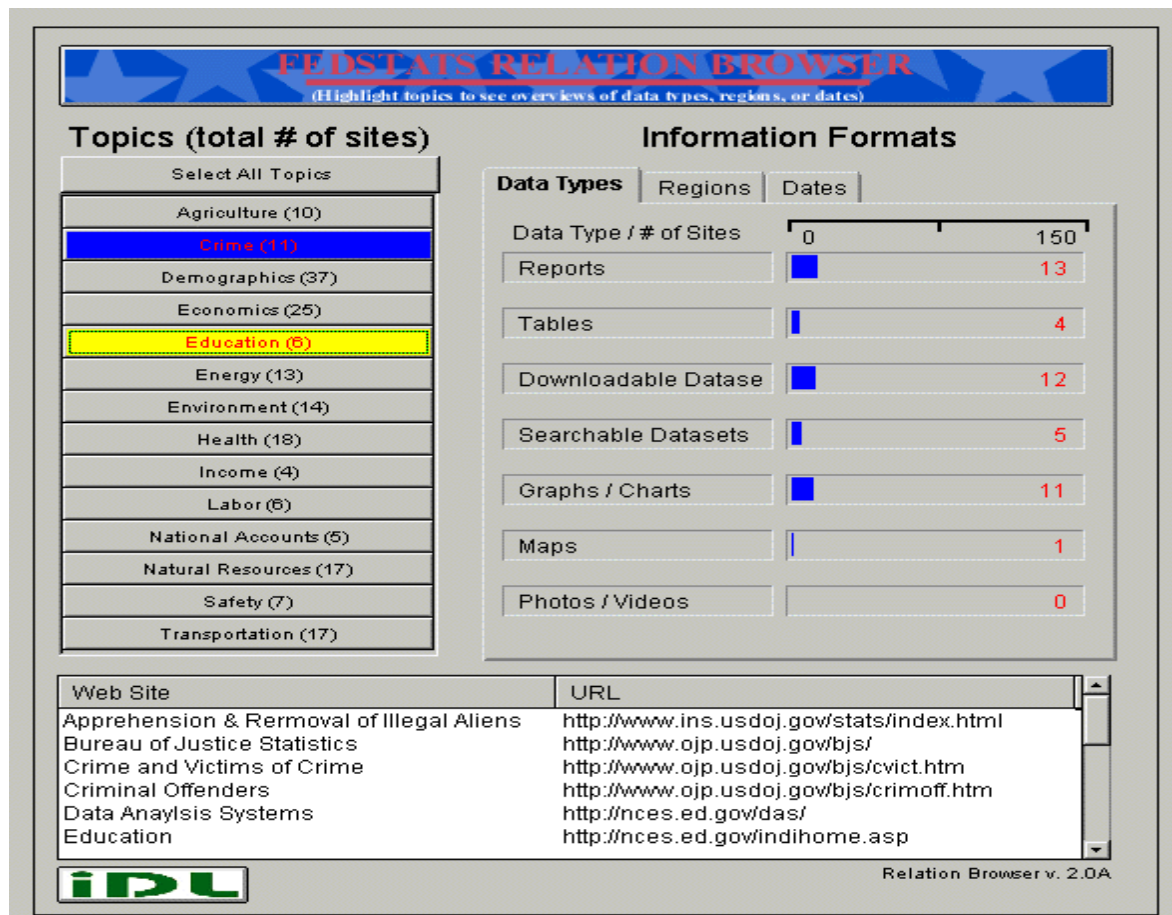 FEDSTATS RELATION BROWSER
(Highlight topics to see overviews of data types, regions, or dates)
Topics (total # of sites)
Select All Topics
Agriculture (10)
Crime (11)
Demographics (37)
Economics (25)
Education (6)
Energy (13)
Environment (14)
Health (18)
Income (4)
Labor (6)
National Accounts (5)
Natural Resources (17)
Safety (7)
Transportation (17)
Information Formats
Data Types Regions Dates
Data Type / # of Sites 0 150
Reports 13
Tables 4
Downloadable Datase 12
Searchable Datasets 5
Graphs / Charts 11
Maps 1
Photos / Videos 0
Web Site URL
Apprehension & Rermoval of Illegal Aliens http://www.ins.usdoj.gov/stats/index.html
Bureau of Justice Statistics http://www.ojp.usdoj.gov/bjs/
Crime and Victims of Crime http://www.ojp.usdoj.gov/bjs/cvict.htm
Criminal Offenders http://www.ojp.usdoj.gov/bjs/crimoff.htm
Data Anaylsis Systems http://nces.ed.gov/das/
Education http://nces.ed.gov/indihome.asp
iDL
Relation Browser v. 2.0A